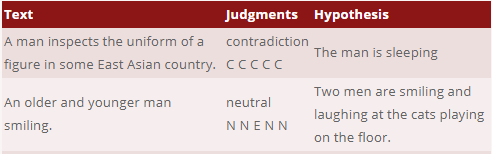 Text Judgments Hypothesis
A man inspects the uniform of a
figure in some East Asian country.
contradiction
C C C C C
The man is sleeping
An older and younger man
smiling.
neutral
N N E N N
Two men are smiling and
laughing at the cats playing
on the floor.